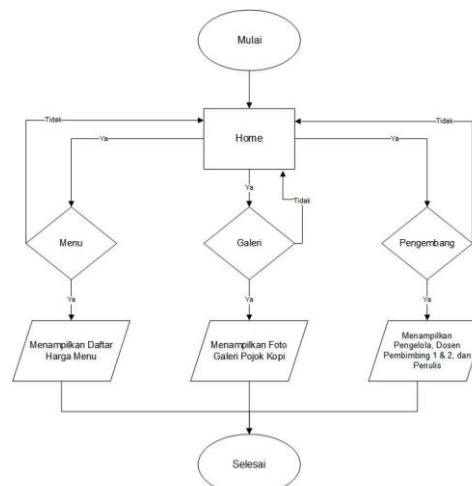 Mulai
Tidak
Tidak
Home
Ya
Ya
Ya
Tidak
Menu
Galeri
Pengembang
Ya
Ya
Ya
Menampilkan Daftar
Harga Menu
Menampilkan Foto
Galeri Pojok Kopi
Menampilkan
Pengelola, Dosen
Pembimbing 1 & 2, dan
Penulis
Selesai